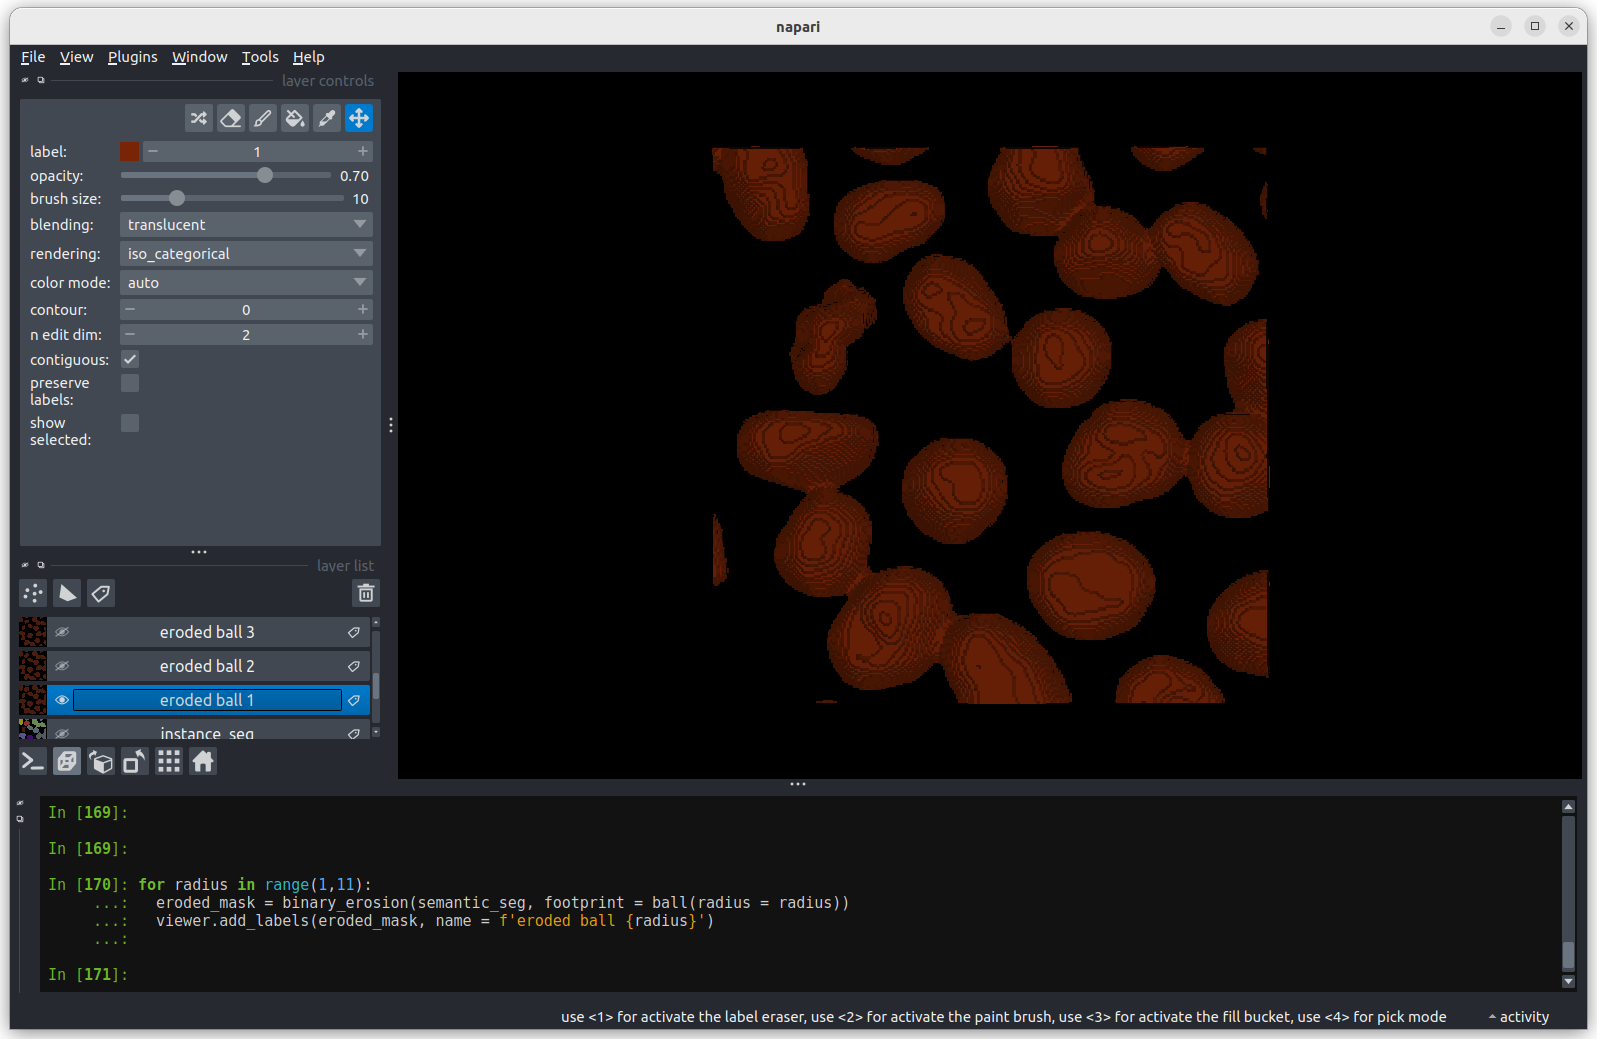 napari
File View Plugins Window Tools Help
layer controls
label: 1
opacity: 0.70
brush size: 10
blending: translucent
rendering: iso_categorical
color mode: auto
contour: 0
n edit dim: 2
contiguous:
preserve
labels:
show
selected:
layer list
eroded ball 3
eroded ball 2
eroded ball 1
instance_seg
In [169]:
In [169]:
In [170]: for radius in range(1,11):
...: eroded_mask = binary_erosion(semantic_seg, footprint = ball(radius = radius))
...: viewer.add_labels(eroded_mask, name = f'eroded ball {radius}')
...:
In [171]:
use <1> for activate the label eraser, use <2> for activate the paint brush, use <3> for activate the fill bucket, use <4> for pick mode
activity